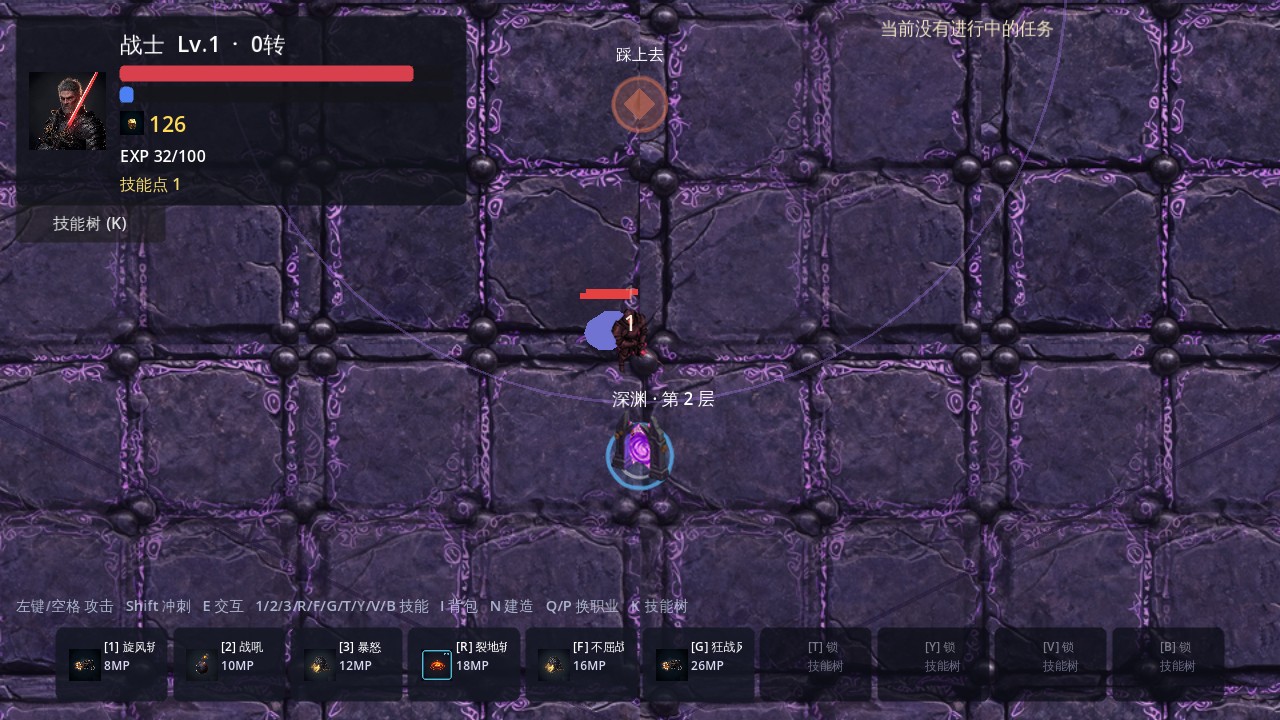 战士 Lv.1 · 0转
126
EXP 32/100
技能点 1
技能树 (K)
当前没有进行中的任务
踩上去
1
深渊 · 第 2 层
左键/空格 攻击 Shift 冲刺 E 交互 1/2/3/R/F/G/T/Y/V/B 技能 I 背包 N 建造 Q/P 换职业 K 技能树
[1] 旋风斩
8MP
[2] 战吼
10MP
[3] 暴怒
12MP
[R] 裂地斩
18MP
[F] 不屈战
16MP
[G] 狂战
26MP
[T] 锁
技能树
[Y] 锁
技能树
[V] 锁
技能树
[B] 锁
技能树